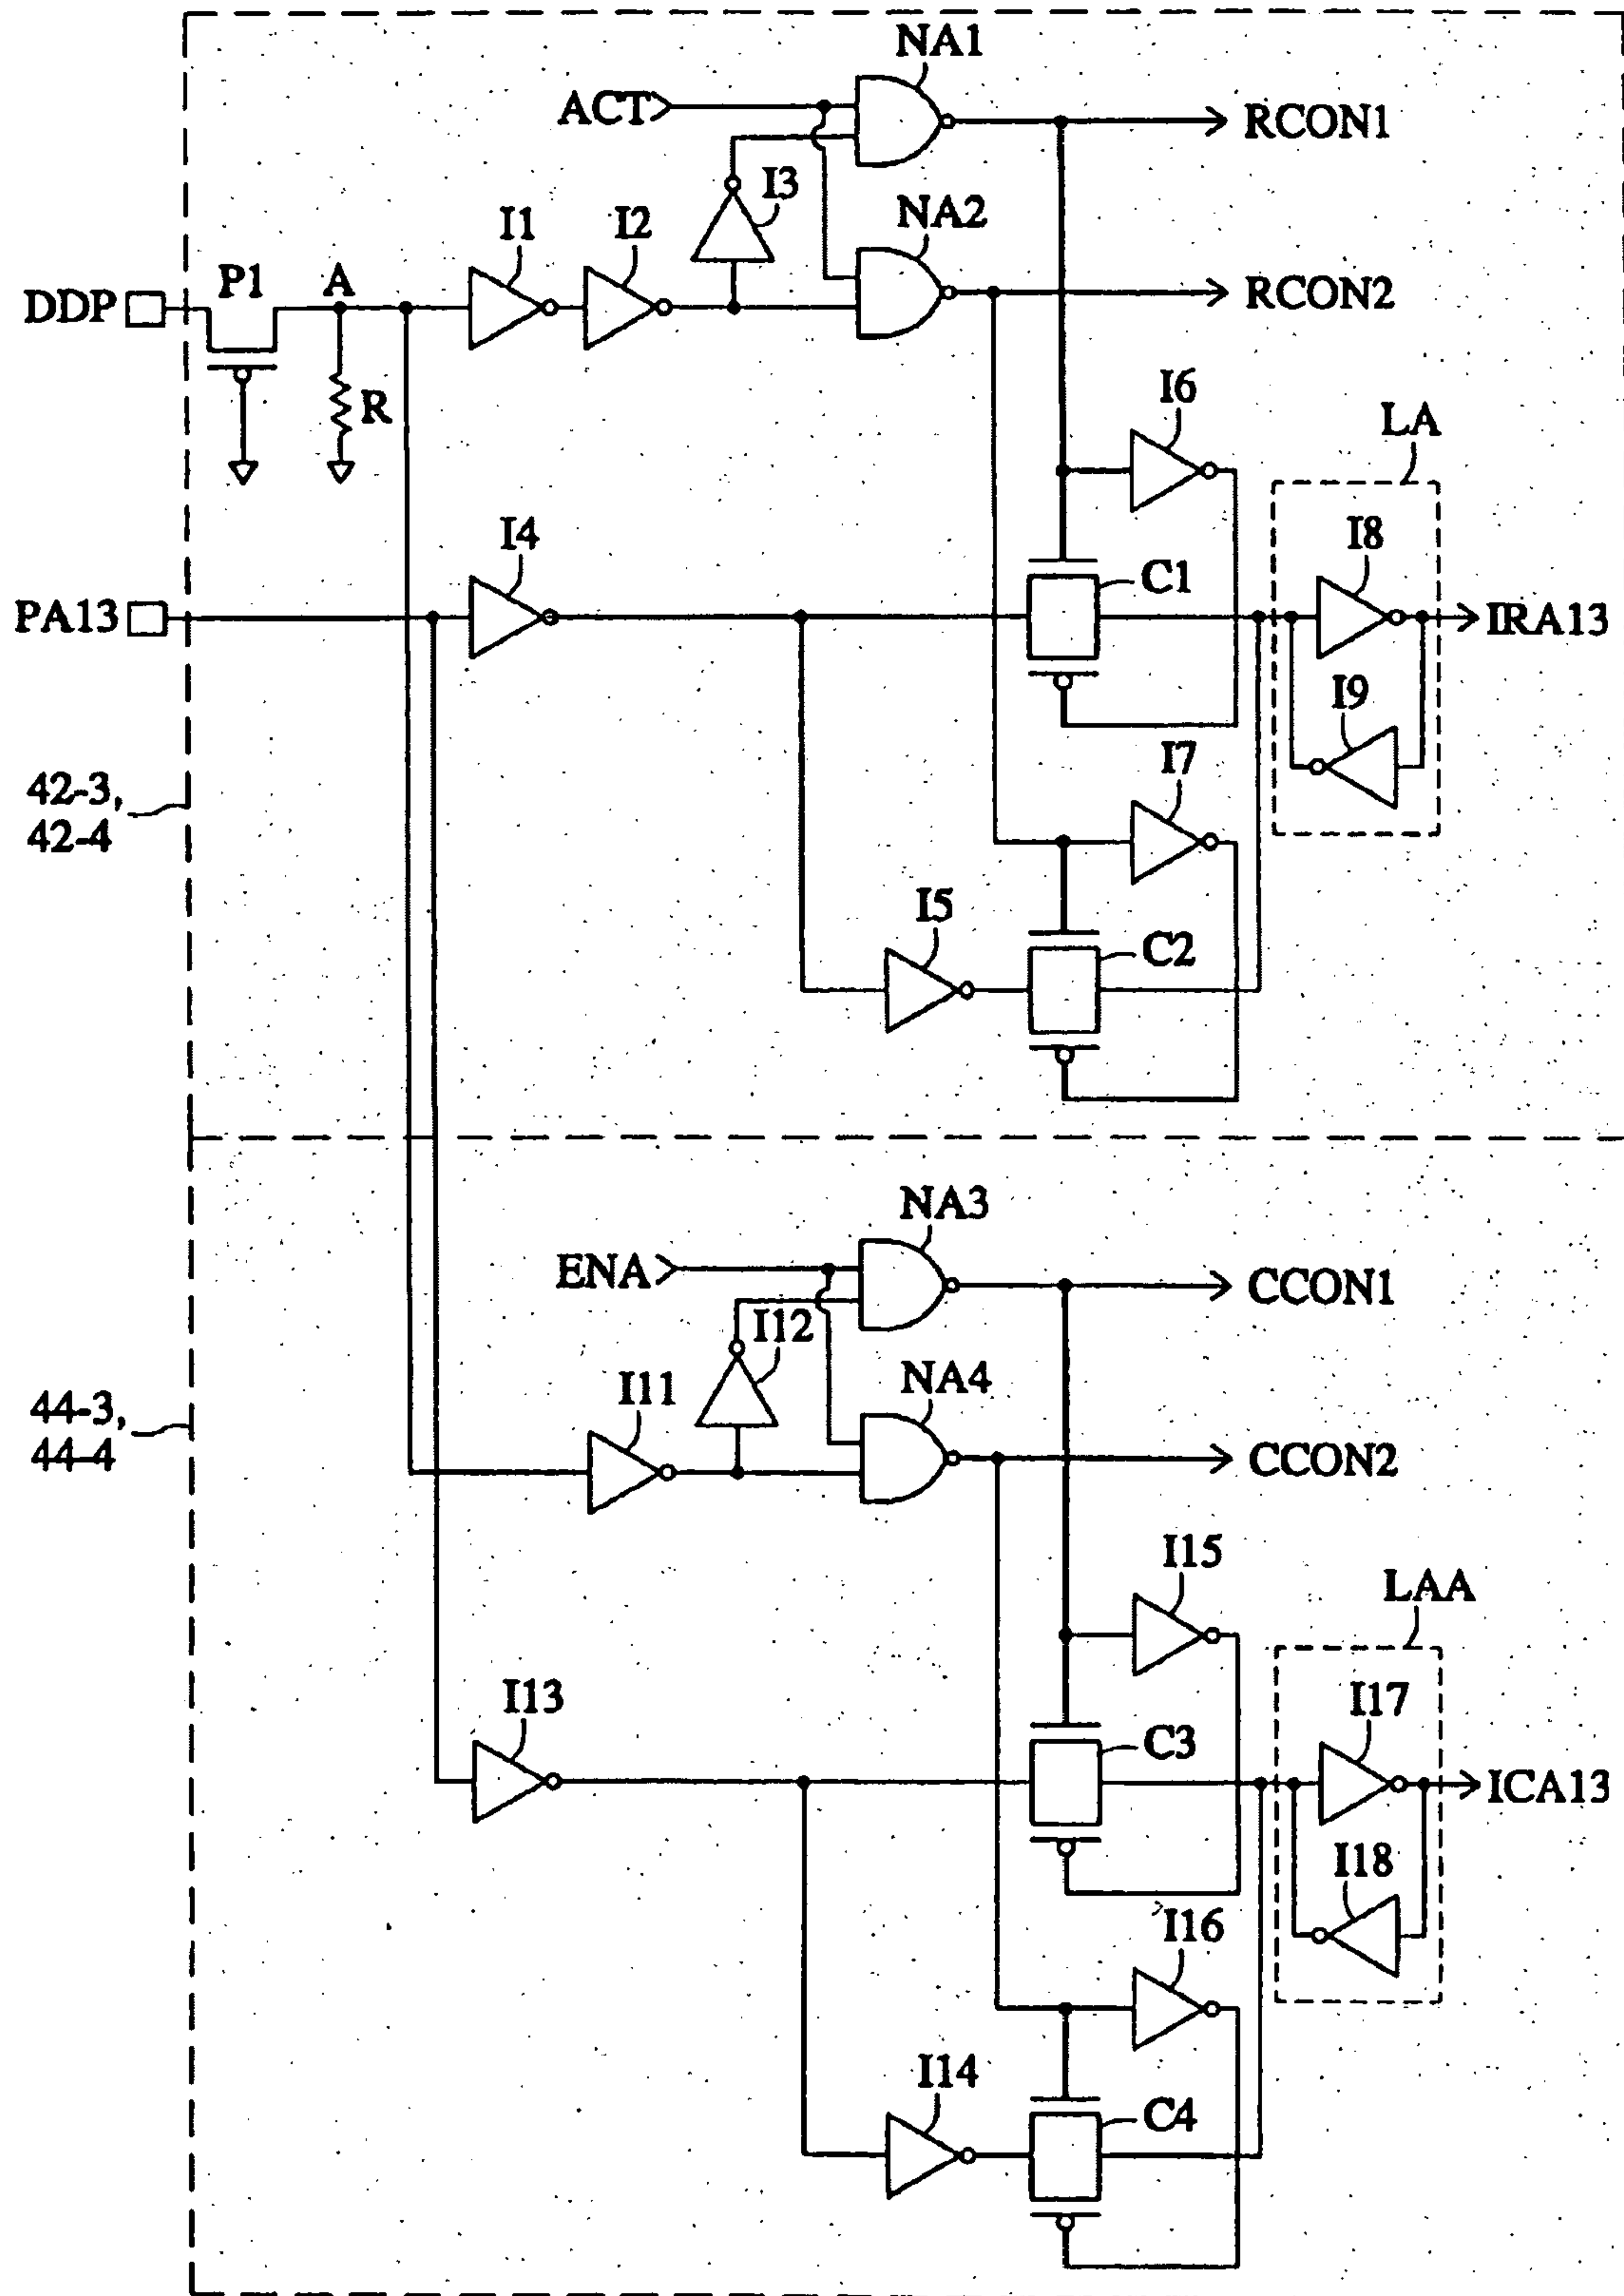 NA1
ACT
RCON1
I3
NA2
I1
I2
P1
A
DDP
RCON2
R
I6
LA
I4
I8
C1
PA13
IRA13
I9
I7
42-3,
42-4
I5
C2
NA3
ENA
CCON1
I12
NA4
I11
44-3,
44-4
CCON2
I15
LAA
I13
I17
C3
ICA13
I18
I16
I14
C4